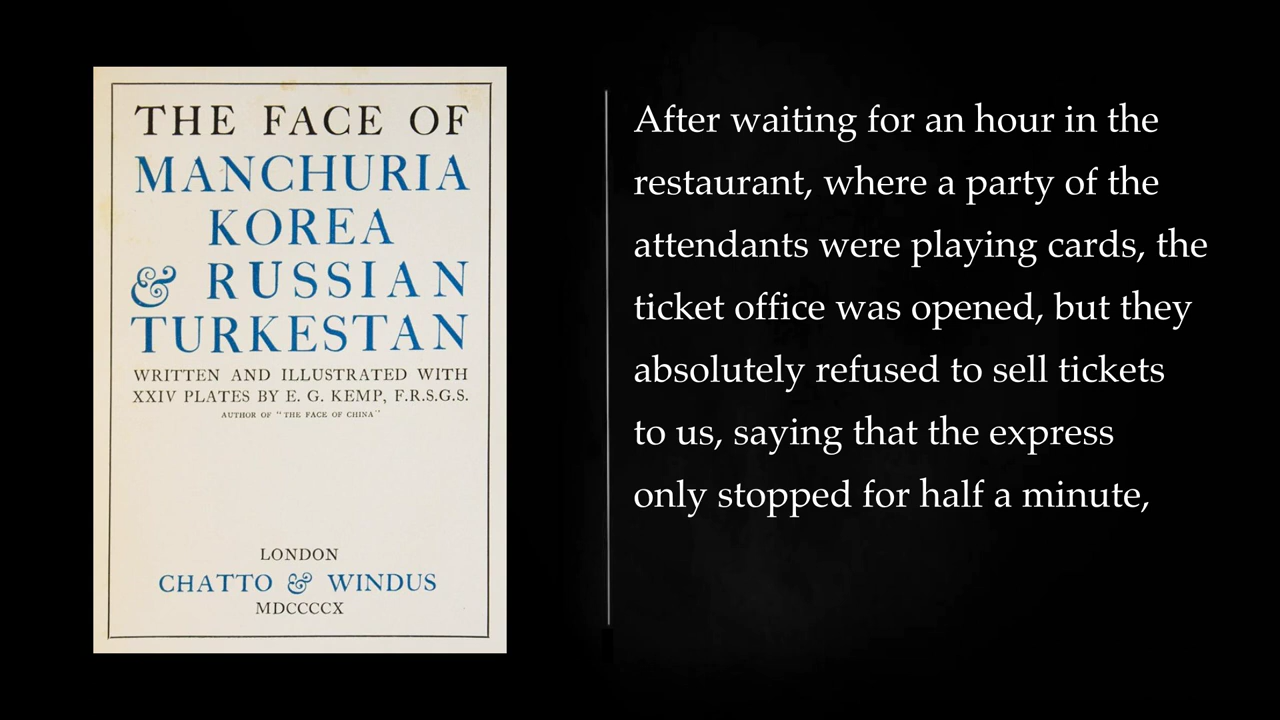 THE FACE OF
MANCHURIA
KOREA
& RUSSIAN
TURKESTAN
WRITTEN AND ILLUSTRATED WITH
XXIV PLATES BY E. G. KEMP, F.R.S.G.S.
AUTHOR OF "THE FACE OF CHINA"
LONDON
CHATTO & WINDUS
MDCCCCX
After waiting for an hour in the
restaurant, where a party of the
attendants were playing cards, the
ticket office was opened, but they
absolutely refused to sell tickets
to us, saying that the express
only stopped for half a minute,